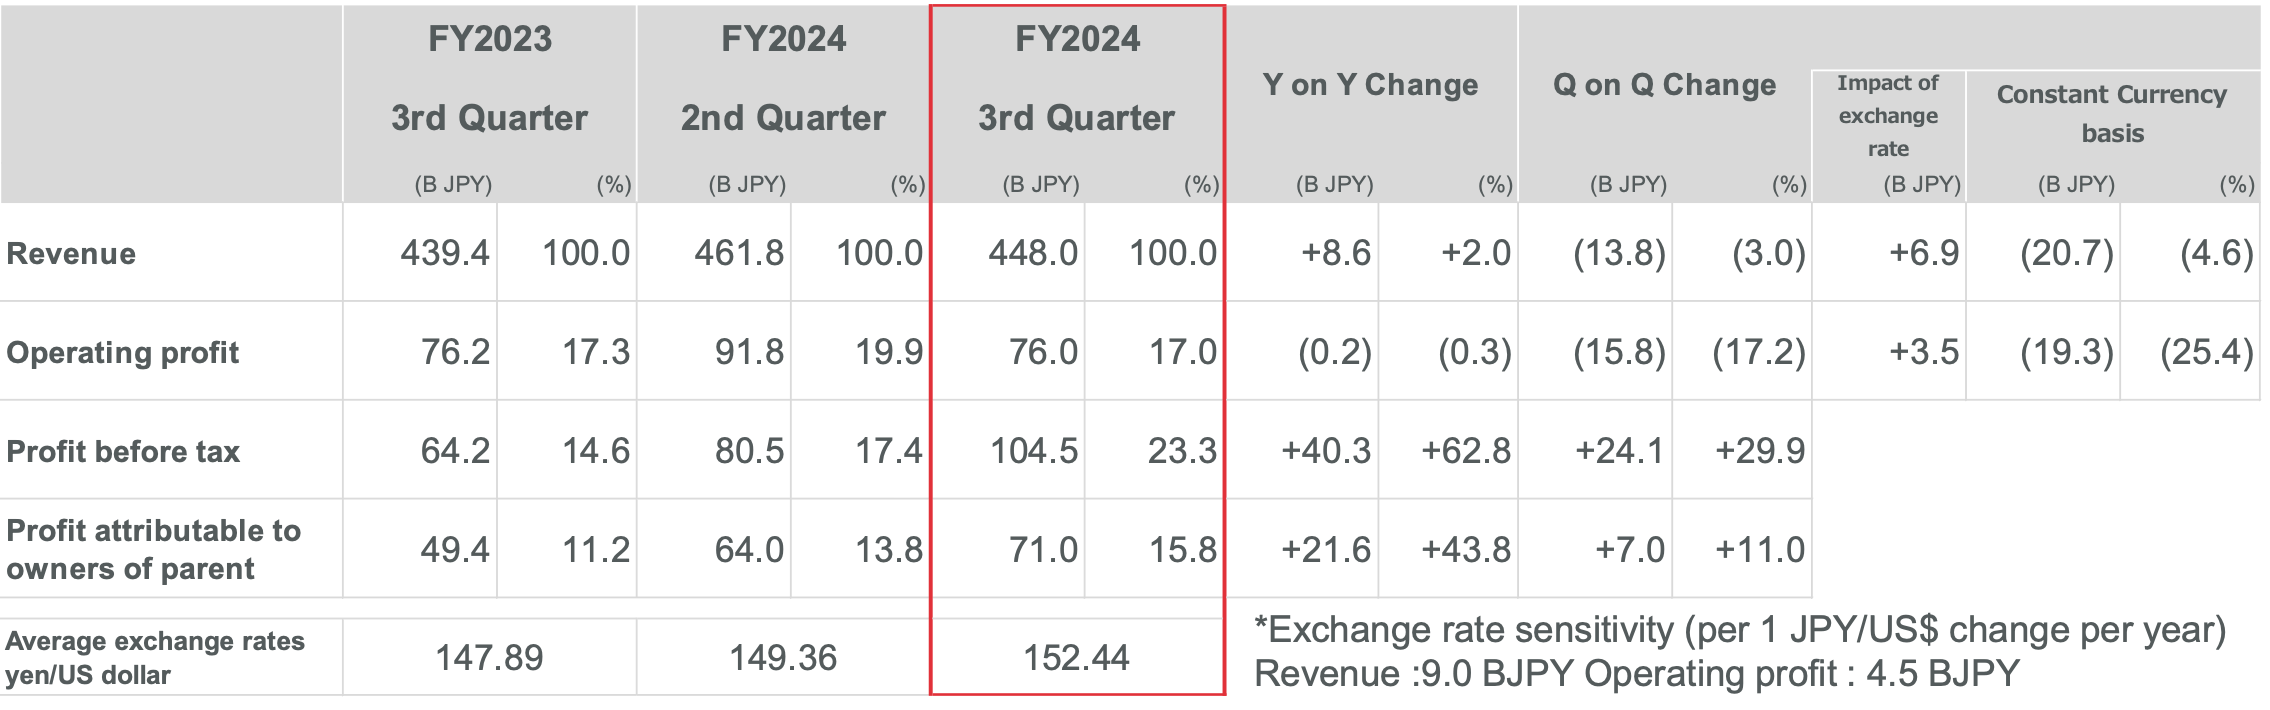 FY2023 FY2024 FY2024
Y on Y Change Q on Q Change
3rd Quarter 2nd Quarter 3rd Quarter
Impact of
exchange
rate
Constant Currency
basis
(B JPY) (%) (B JPY) (%) (B JPY) (%) (B JPY) (%) (B JPY) (%) (B JPY) (B JPY) (%)
Revenue 439.4 100.0 461.8 100.0 448.0 100.0 +8.6 +2.0 (13.8) (3.0) +6.9 (20.7) (4.6)
Operating profit 76.2 17.3 91.8 19.9 76.0 17.0 (0.2) (0.3) (15.8) (17.2) +3.5 (19.3) (25.4)
Profit before tax 64.2 14.6 80.5 17.4 104.5 23.3 +40.3 +62.8 +24.1 +29.9
Profit attributable to
owners of parent 49.4 11.2 64.0 13.8 71.0 15.8 +21.6 +43.8 +7.0 +11.0
Average exchange rates
yen/US dollar 147.89 149.36 152.44
*Exchange rate sensitivity (per 1 JPY/US$ change per year)
Revenue :9.0 BJPY Operating profit : 4.5 BJPY